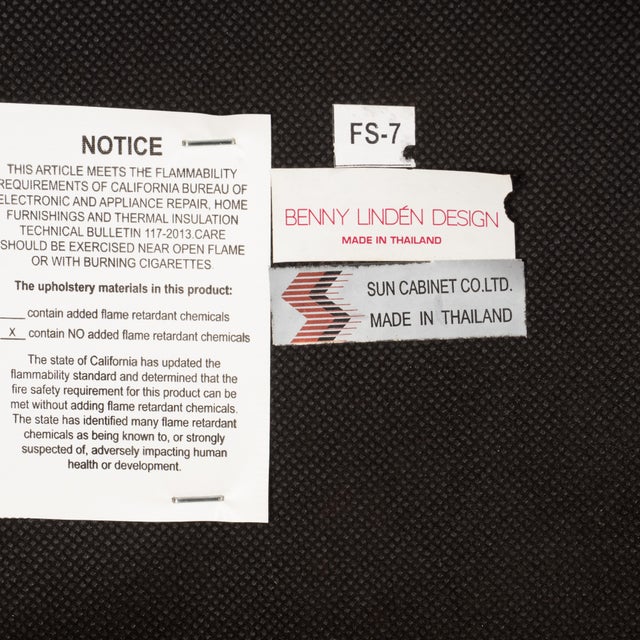 NOTICE
THIS ARTICLE MEETS THE FLAMMABILITY
REQUIREMENTS OF CALIFORNIA BUREAU OF
ELECTRONIC AND APPLIANCE REPAIR, HOME
FURNISHINGS AND THERMAL INSULATION
TECHNICAL BULLETIN 117-2013.CARE
SHOULD BE EXERCISED NEAR OPEN FLAME
OR WITH BURNING CIGARETTES.
The upholstery materials in this product:
____ contain added flame retardant chemicals
X contain NO added flame retardant chemicals
The state of California has updated the
flammability standard and determined that the
fire safety requirement for this product can be
met without adding flame retardant chemicals.
The state has identified many flame retardant
chemicals as being known to, or strongly
suspected of, adversely impacting human
health or development.
FS-7
BENNY LINDÉN DESIGN
MADE IN THAILAND
SUN CABINET CO.LTD.
MADE IN THAILAND